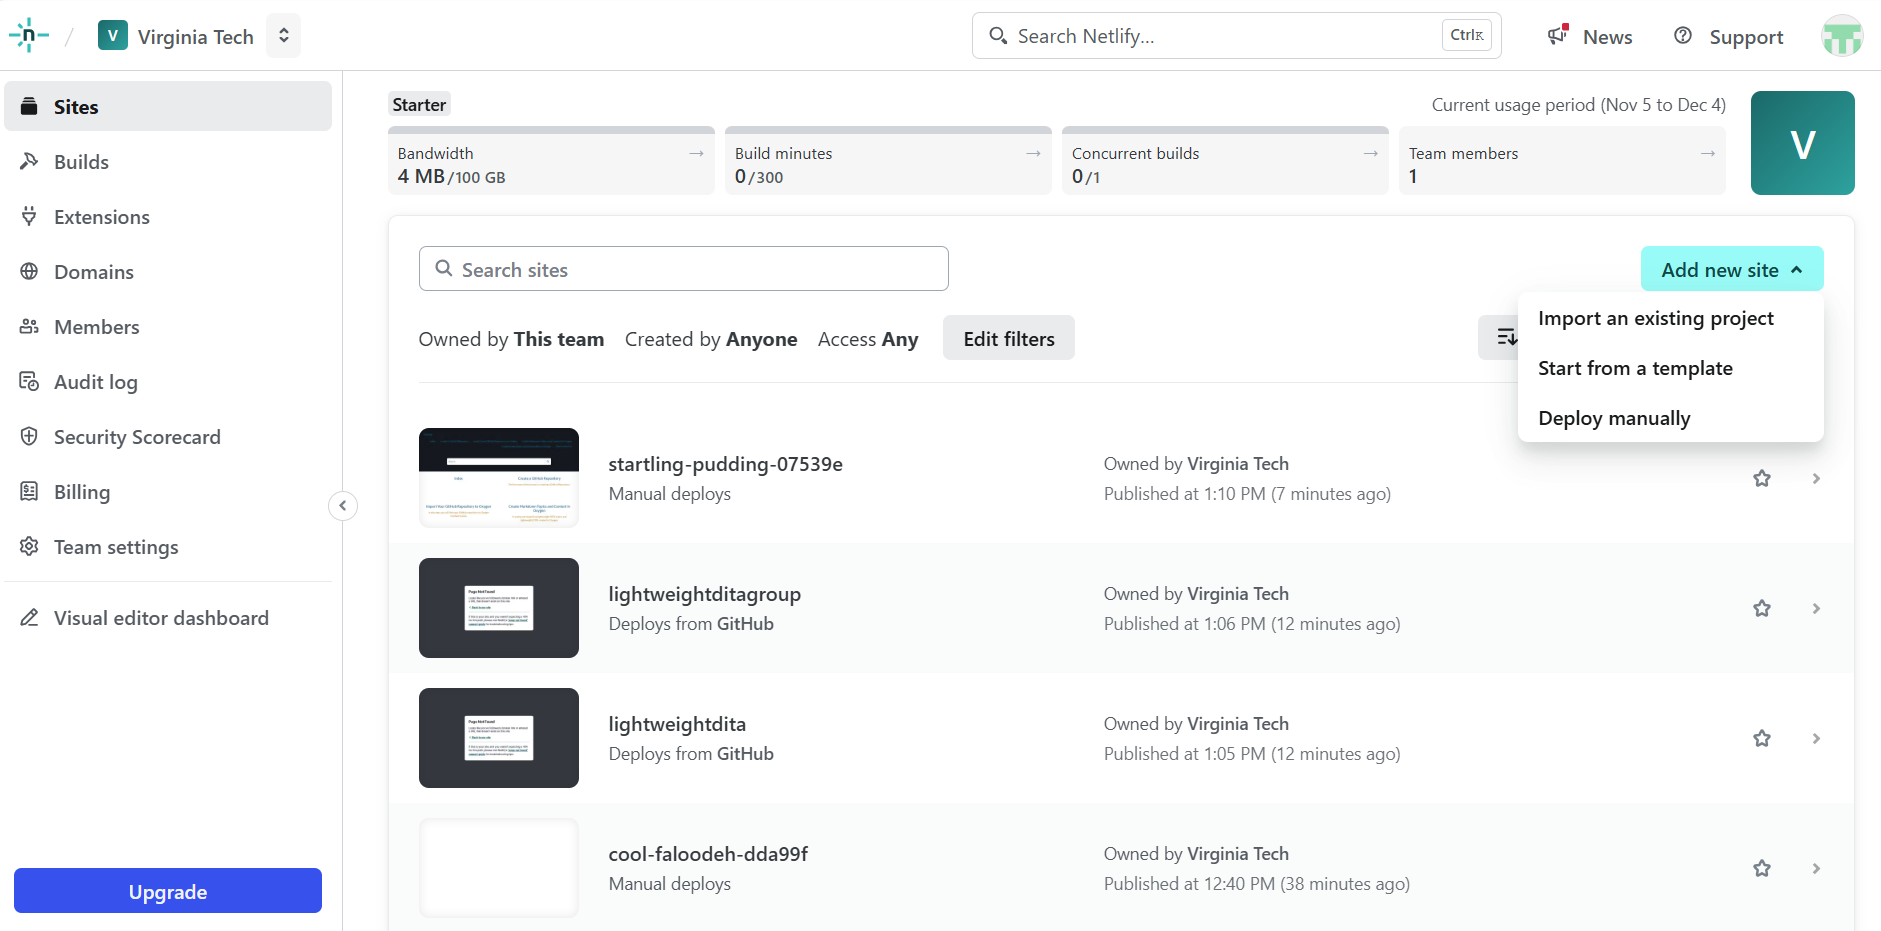 n / V Virginia Tech
Search Netlify... Ctrl K
News
Support
Sites
Builds
Extensions
Domains
Members
Audit log
Security Scorecard
Billing
Team settings
Visual editor dashboard
Upgrade
Starter
Current usage period (Nov 5 to Dec 4)
V
Bandwidth →
4 MB/100 GB
Build minutes →
0/300
Concurrent builds →
0/1
Team members →
1
Search sites
Add new site
Import an existing project
Start from a template
Deploy manually
Owned by This team Created by Anyone Access Any Edit filters
startling-pudding-07539e
Manual deploys
Owned by Virginia Tech
Published at 1:10 PM (7 minutes ago)
Page Not Found
lightweightditagroup
Deploys from GitHub
Owned by Virginia Tech
Published at 1:06 PM (12 minutes ago)
Page Not Found
lightweightdita
Deploys from GitHub
Owned by Virginia Tech
Published at 1:05 PM (12 minutes ago)
cool-faloodeh-dda99f
Manual deploys
Owned by Virginia Tech
Published at 12:40 PM (38 minutes ago)